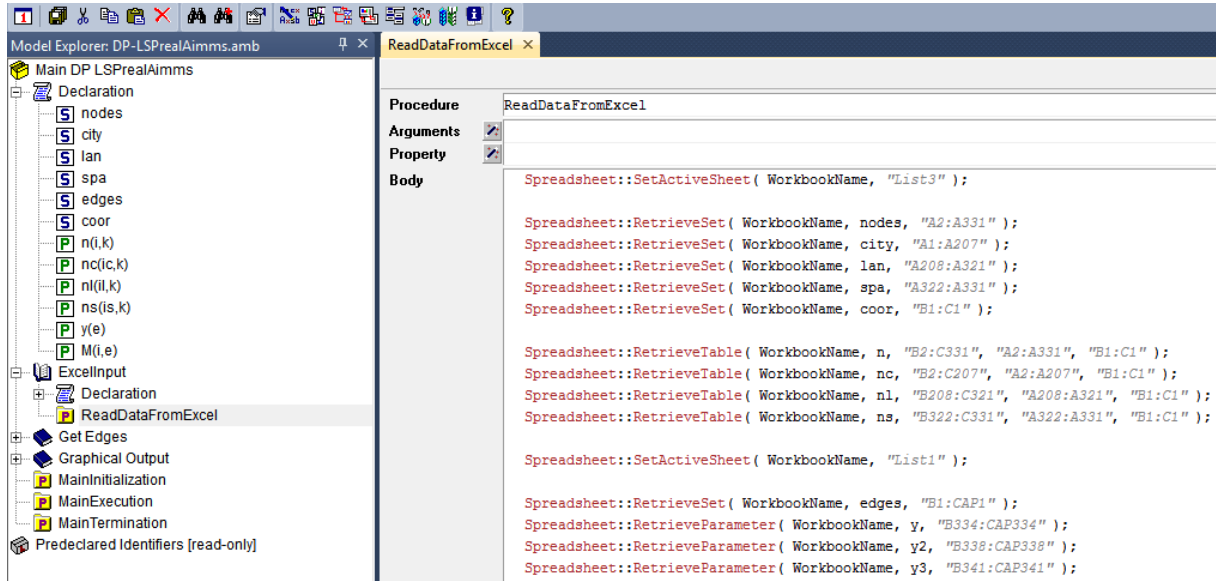 Model Explorer: DP-LSPrealAimms.amb
Main DP LSPrealAimms
Declaration
S nodes
S city
S lan
S spa
S edges
S coor
P n(i,k)
P nc(ic,k)
P nl(il,k)
P ns(is,k)
P y(e)
P M(i,e)
ExcelInput
Declaration
P ReadDataFromExcel
Get Edges
Graphical Output
P MainInitialization
P MainExecution
P MainTermination
Predeclared Identifiers [read-only]
ReadDataFromExcel
Procedure ReadDataFromExcel
Arguments
Property
Body
Spreadsheet::SetActiveSheet( WorkbookName, "List3" );
Spreadsheet::RetrieveSet( WorkbookName, nodes, "A2:A331" );
Spreadsheet::RetrieveSet( WorkbookName, city, "A1:A207" );
Spreadsheet::RetrieveSet( WorkbookName, lan, "A208:A321" );
Spreadsheet::RetrieveSet( WorkbookName, spa, "A322:A331" );
Spreadsheet::RetrieveSet( WorkbookName, coor, "B1:C1" );
Spreadsheet::RetrieveTable( WorkbookName, n, "B2:C331", "A2:A331", "B1:C1" );
Spreadsheet::RetrieveTable( WorkbookName, nc, "B2:C207", "A2:A207", "B1:C1" );
Spreadsheet::RetrieveTable( WorkbookName, nl, "B208:C321", "A208:A321", "B1:C1" );
Spreadsheet::RetrieveTable( WorkbookName, ns, "B322:C331", "A322:A331", "B1:C1" );
Spreadsheet::SetActiveSheet( WorkbookName, "List1" );
Spreadsheet::RetrieveSet( WorkbookName, edges, "B1:CAP1" );
Spreadsheet::RetrieveParameter( WorkbookName, y, "B334:CAP334" );
Spreadsheet::RetrieveParameter( WorkbookName, y2, "B338:CAP338" );
Spreadsheet::RetrieveParameter( WorkbookName, y3, "B341:CAP341" );